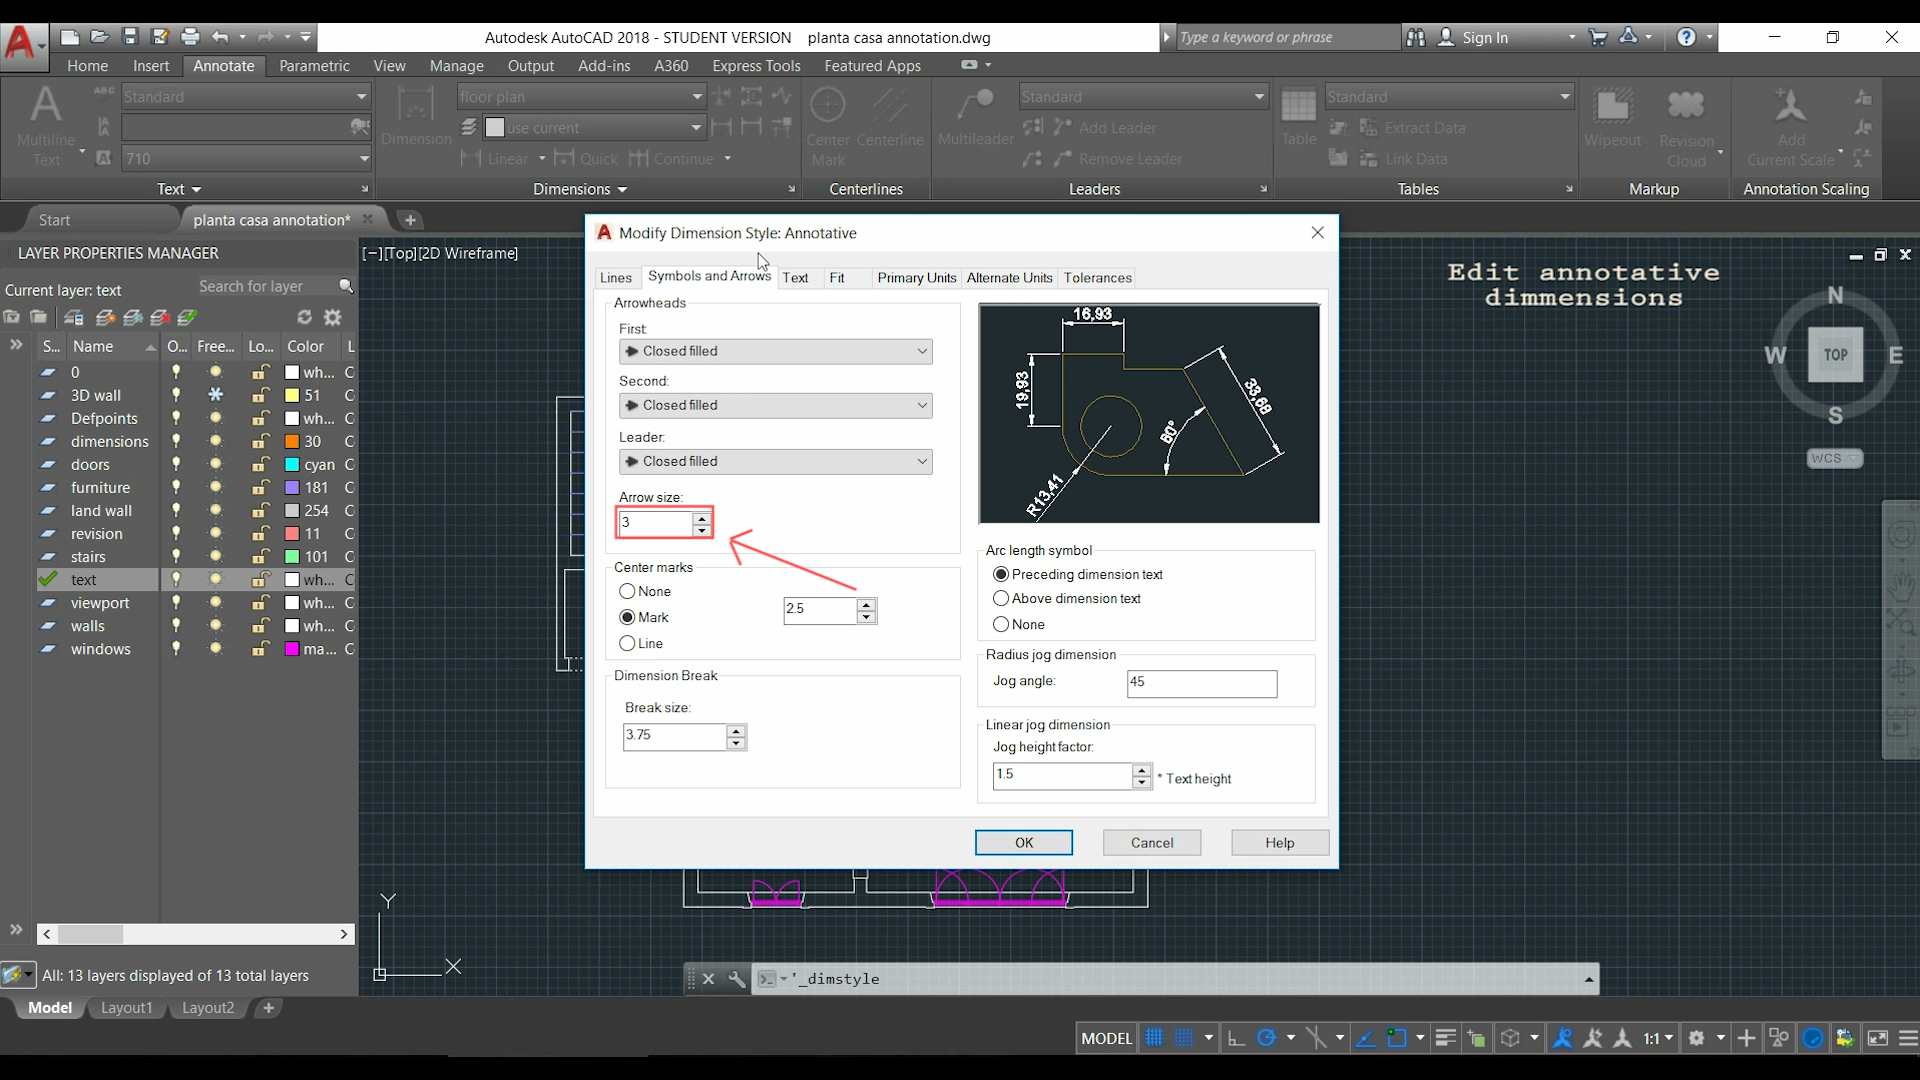 Autodesk AutoCAD 2018 - STUDENT VERSION planta casa annotation.dwg
Type a keyword or phrase
Sign In
Home Insert Annotate Parametric View Manage Output Add-ins A360 Express Tools Featured Apps
Multiline Text
ABC
Standard
710
Text
Dimension
floor plan
use current
Linear Quick Continue
Dimensions
Center Mark
Centerline
Centerlines
Multileader
Standard
Add Leader
Remove Leader
Leaders
Table
Standard
Extract Data
Link Data
Tables
Wipeout
Revision Cloud
Markup
Add Current Scale
Annotation Scaling
Start
planta casa annotation*
LAYER PROPERTIES MANAGER
Current layer: text
Search for layer
S... Name O... Free... Lo... Color L
0 wh... C
3D wall 51 C
Defpoints wh... C
dimensions 30 C
doors cyan C
furniture 181 C
land wall 254 C
revision 11 C
stairs 101 C
text wh... C
viewport wh... C
walls wh... C
windows ma... C
All: 13 layers displayed of 13 total layers
[−][Top][2D Wireframe]
Edit annotative
dimmensions
N
W TOP E
S
WCS
Modify Dimension Style: Annotative
Lines Symbols and Arrows Text Fit Primary Units Alternate Units Tolerances
Arrowheads
First:
Closed filled
Second:
Closed filled
Leader:
Closed filled
Arrow size:
3
Center marks
None
Mark
Line
2.5
Dimension Break
Break size:
3.75
16,93
19,93
33,68
60°
R13,41
Arc length symbol
Preceding dimension text
Above dimension text
None
Radius jog dimension
Jog angle:
45
Linear jog dimension
Jog height factor:
1.5
* Text height
OK Cancel Help
Y
X
'_dimstyle
Model Layout1 Layout2
MODEL
1:1